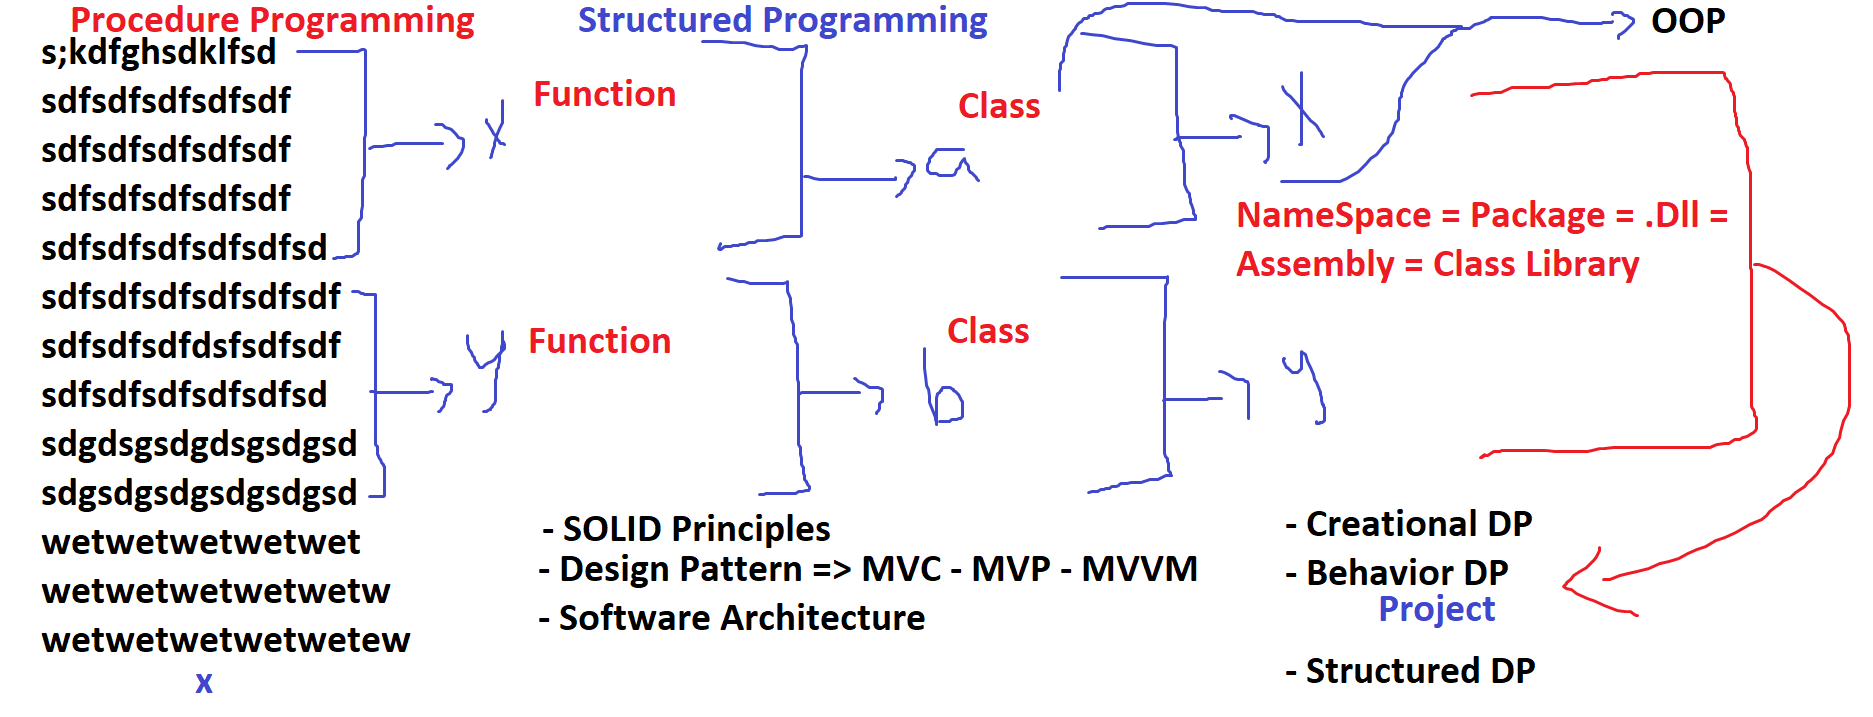 Procedure Programming
s;kdfghsdklfsd
sdfsdfsdfsdfsdf
sdfsdfsdfsdfsdf
sdfsdfsdfsdfsdf
sdfsdfsdfsdfsdfsd
sdfsdfsdfsdfsdfsdf
sdfsdfsdfdsfsdfsdf
sdfsdfsdfsdfsdfsd
sdgdsgsdgdsgsdgsd
sdgsdgsdgsdgsdgsd
wetwetwetwetwet
wetwetwetwetwetw
wetwetwetwetwetew
x
x
y
Structured Programming
Function
Function
a
b
Class
Class
x
y
OOP
NameSpace = Package = .Dll =
Assembly = Class Library
- SOLID Principles
- Design Pattern => MVC - MVP - MVVM
- Software Architecture
- Creational DP
- Behavior DP
Project
- Structured DP